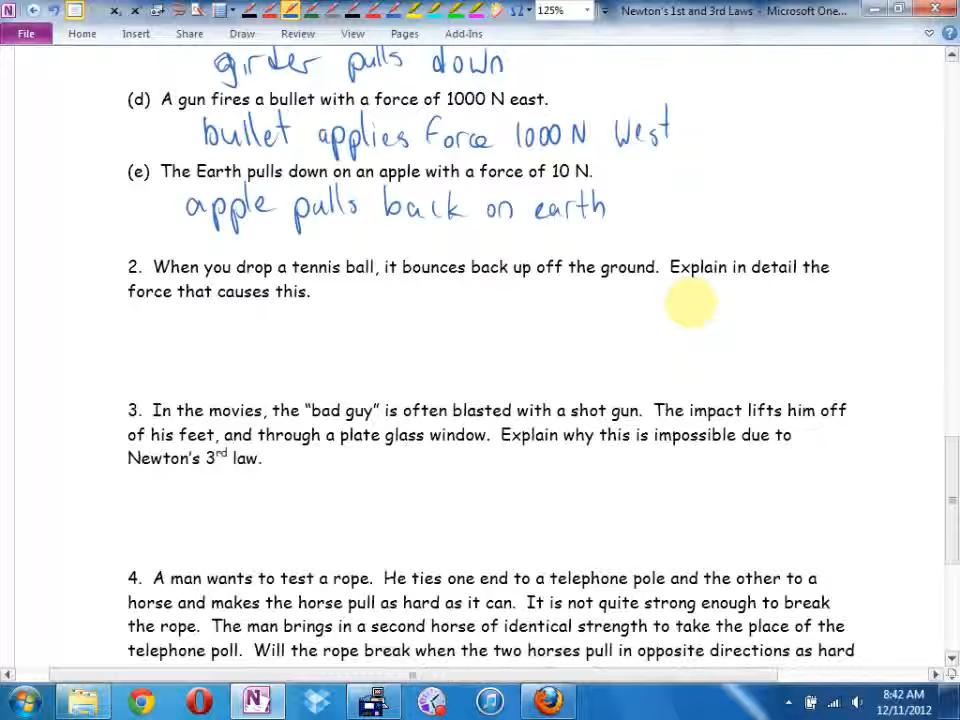 125%
Newton's 1st and 3rd Laws - Microsoft One...
File Home Insert Share Draw Review View Pages Add-Ins
girder pulls down
(d) A gun fires a bullet with a force of 1000 N east.
bullet applies force 1000 N West
(e) The Earth pulls down on an apple with a force of 10 N.
apple pulls back on earth
2. When you drop a tennis ball, it bounces back up off the ground. Explain in detail the
force that causes this.
3. In the movies, the “bad guy” is often blasted with a shot gun. The impact lifts him off
of his feet, and through a plate glass window. Explain why this is impossible due to
Newton's 3rd law.
4. A man wants to test a rope. He ties one end to a telephone pole and the other to a
horse and makes the horse pull as hard as it can. It is not quite strong enough to break
the rope. The man brings in a second horse of identical strength to take the place of the
telephone poll. Will the rope break when the two horses pull in opposite directions as hard
8:42 AM
12/11/2012